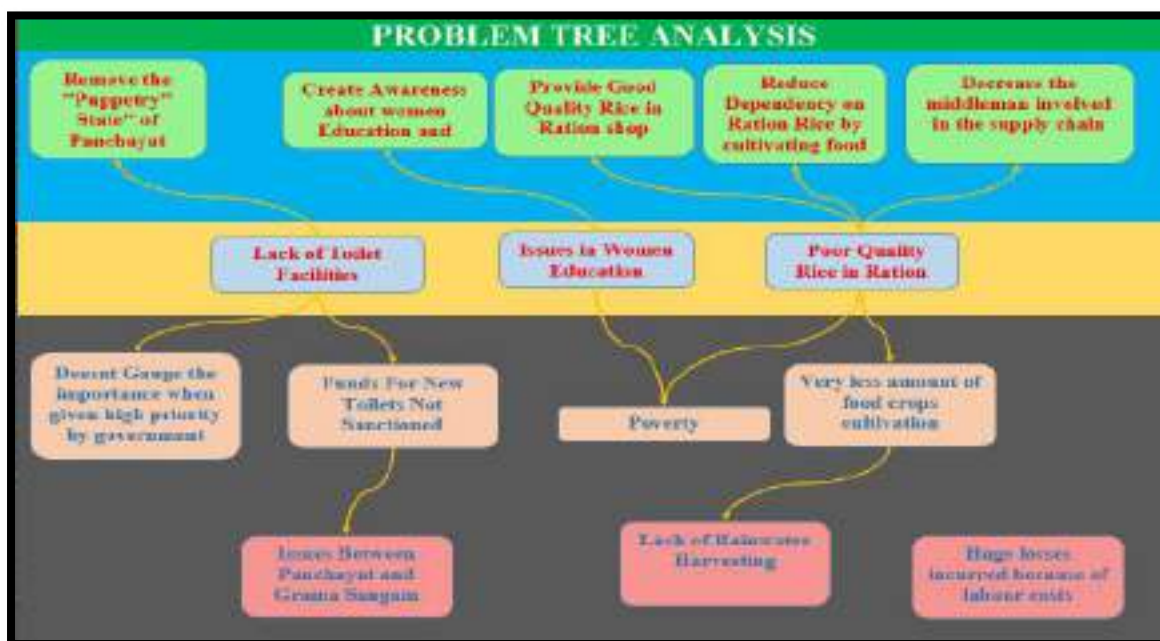 PROBLEM TREE ANALYSIS
Remove the
"Puppetry
State" of
Panchayat
Create Awareness
about women
Education and
Provide Good
Quality Rice in
Ration shop
Reduce
Dependency on
Ration Rice by
cultivating food
Decrease the
middleman involved
in the supply chain
Lack of Toilet
Facilities
Issues in Women
Education
Poor Quality
Rice in Ration
Doesnt Gauge the
importance when
given high priority
by government
Funds For New
Toilets Not
Sanctioned
Poverty
Very less amount of
food crops
cultivation
Issues Between
Panchayat and
Grama Sangam
Lack of Rainwater
Harvesting
Huge losses
incurred because of
labour costs